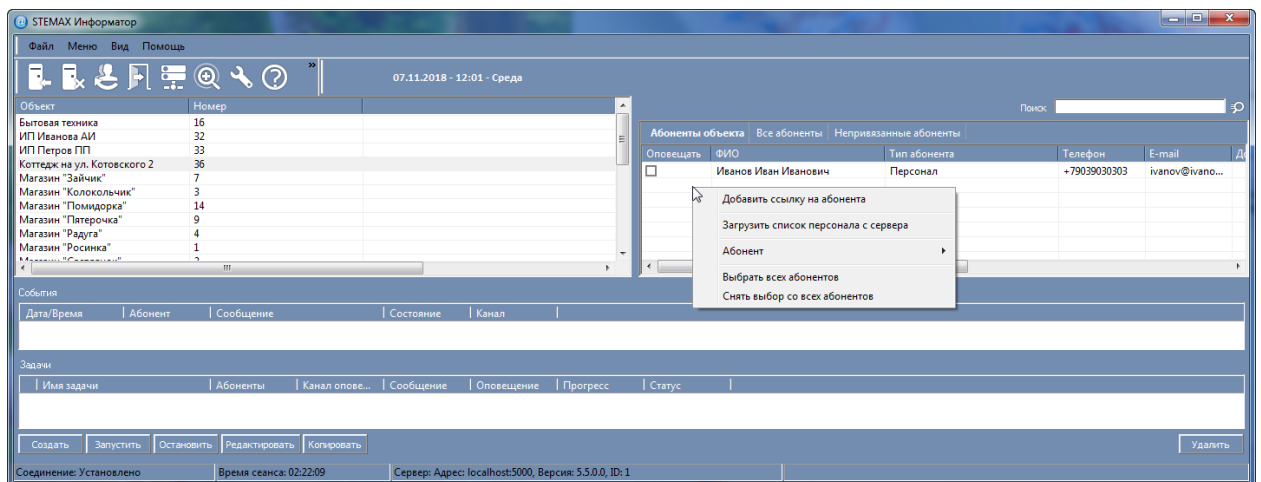 STEMAX Информатор
Файл Меню Вид Помощь
» 07.11.2018 - 12:01 - Среда
Объект Номер
Бытовая техника 16
ИП Иванова АИ 32
ИП Петров ПП 33
Коттедж на ул. Котовского 2 36
Магазин "Зайчик" 7
Магазин "Колокольчик" 3
Магазин "Помидорка" 14
Магазин "Пятерочка" 9
Магазин "Радуга" 4
Магазин "Росинка" 1
Поиск
Абоненты объекта Все абоненты Непривязанные абоненты
Оповещать ФИО Тип абонента Телефон E-mail
Иванов Иван Иванович Персонал +79039030303 ivanov@ivano...
Добавить ссылку на абонента
Загрузить список персонала с сервера
Абонент
Выбрать всех абонентов
Снять выбор со всех абонентов
События
Дата/Время Абонент Сообщение Состояние Канал
Задачи
Имя задачи Абоненты Канал опове... Сообщение Оповещение Прогресс Статус
Создать Запустить Остановить Редактировать Копировать Удалить
Соединение: Установлено Время сеанса: 02:22:09 Сервер: Адрес: localhost:5000, Версия: 5.5.0.0, ID: 1